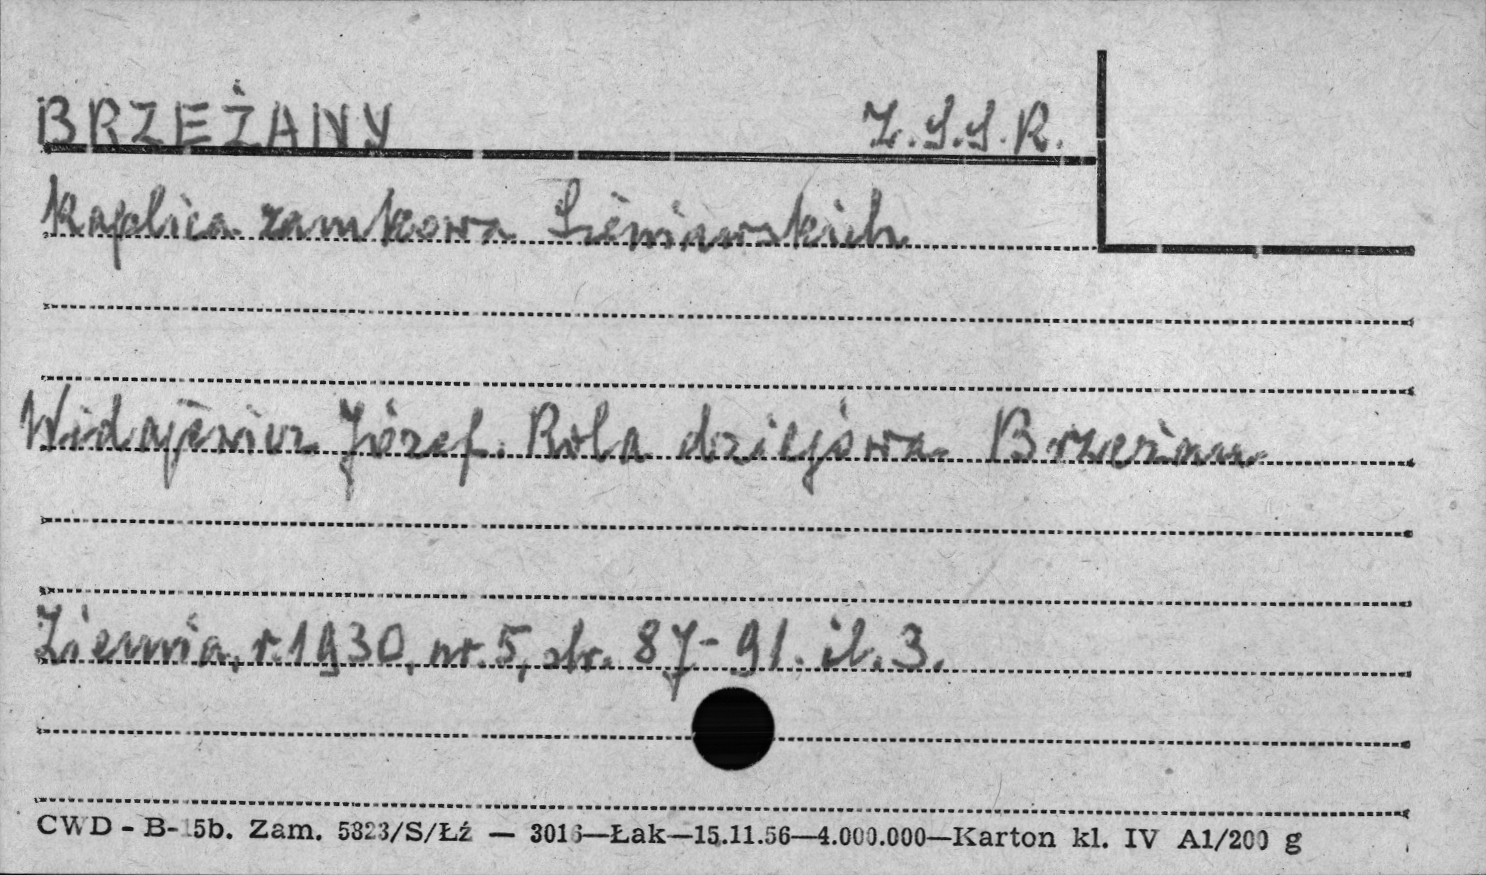 BRZEŻANY Z.S.S.R.
Kaplica zamkowa Sieniawskich
Widajewicz Józef. Rola dziejowa Brzeżan
Ziemia, r. 1930, nr. 5, str. 87-91. il. 3.
CWD - B-15b. Zam. 5823/S/Łź — 3016—Łak—15.11.56—4.000.000—Karton kl. IV A1/200 g